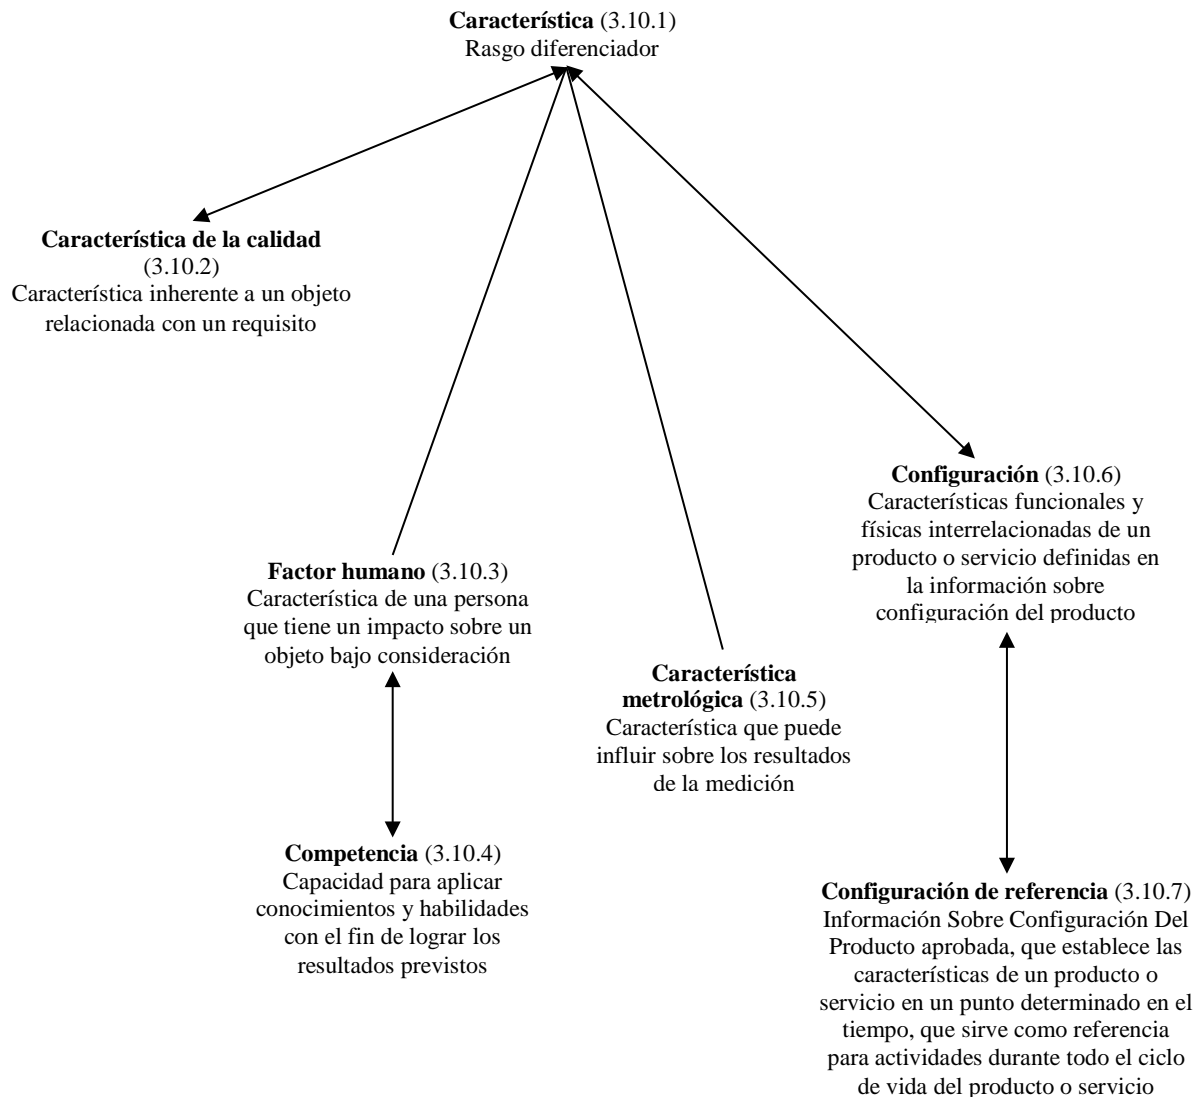 Característica (3.10.1)
Rasgo diferenciador
Característica de la calidad
(3.10.2)
Característica inherente a un objeto
relacionada con un requisito
Configuración (3.10.6)
Características funcionales y
físicas interrelacionadas de un
producto o servicio definidas en
la información sobre
configuración del producto
Factor humano (3.10.3)
Característica de una persona
que tiene un impacto sobre un
objeto bajo consideración
Característica
metrológica (3.10.5)
Característica que puede
influir sobre los resultados
de la medición
Competencia (3.10.4)
Capacidad para aplicar
conocimientos y habilidades
con el fin de lograr los
resultados previstos
Configuración de referencia (3.10.7)
Información Sobre Configuración Del
Producto aprobada, que establece las
características de un producto o
servicio en un punto determinado en el
tiempo, que sirve como referencia
para actividades durante todo el ciclo
de vida del producto o servicio